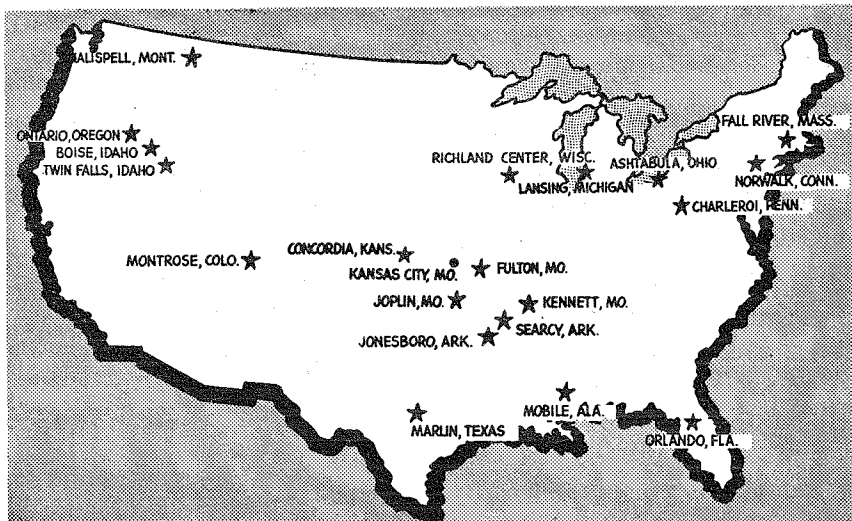 KALISPELL, MONT.
FALL RIVER, MASS.
ONTARIO, OREGON
BOISE, IDAHO
TWIN FALLS, IDAHO
RICHLAND CENTER, WISC.
ASHTABULA, OHIO
LANSING, MICHIGAN
NORWALK, CONN.
CHARLEROI, PENN.
MONTROSE, COLO.
CONCORDIA, KANS.
KANSAS CITY, MO.
FULTON, MO.
JOPLIN, MO.
KENNETT, MO.
SEARCY, ARK.
JONESBORO, ARK.
MOBILE, ALA.
MARLIN, TEXAS
ORLANDO, FLA.